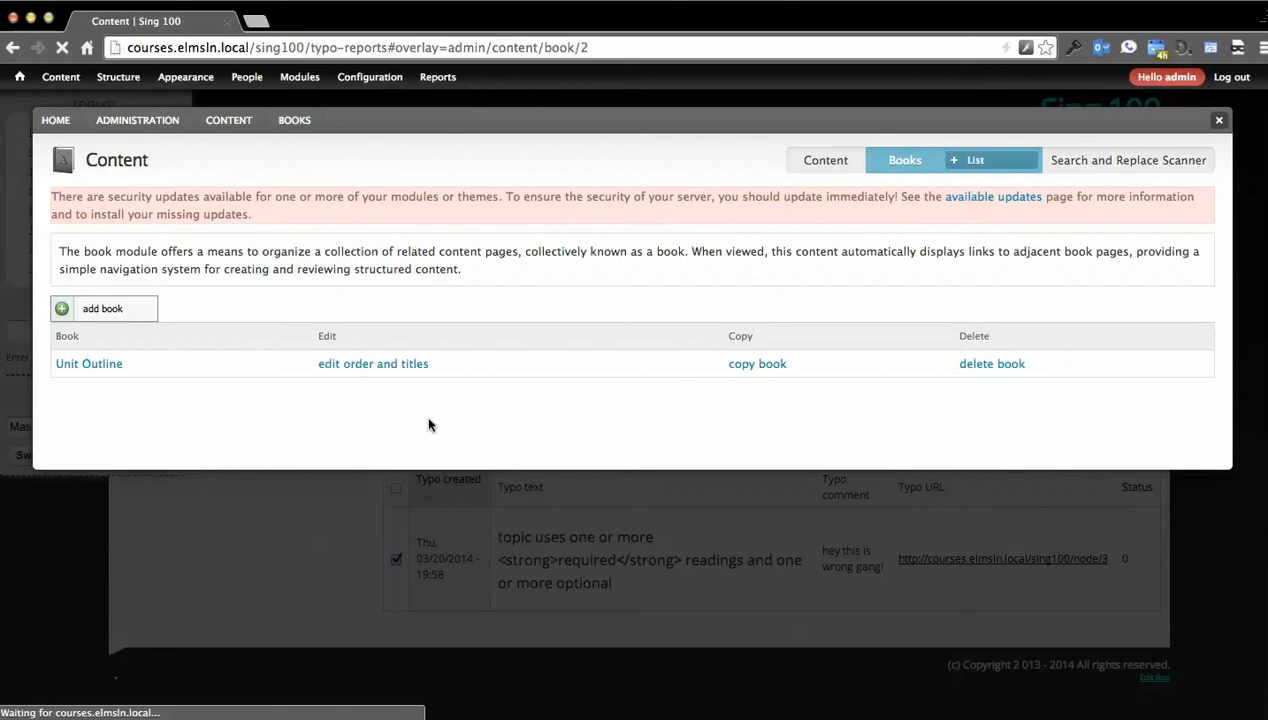 Content | Sing 100
courses.elmsln.local/sing100/typo-reports#overlay=admin/content/book/2
Content Structure Appearance People Modules Configuration Reports Hello admin Log out
Sing 100
HOME ADMINISTRATION CONTENT BOOKS
Content
Content Books + List Search and Replace Scanner
There are security updates available for one or more of your modules or themes. To ensure the security of your server, you should update immediately! See the available updates page for more information
and to install your missing updates.
The book module offers a means to organize a collection of related content pages, collectively known as a book. When viewed, this content automatically displays links to adjacent book pages, providing a
simple navigation system for creating and reviewing structured content.
add book
Book Edit Copy Delete
Unit Outline edit order and titles copy book delete book
Enter
Mas
Sw
Typo created Typo text Typo comment Typo URL Status
Thu,
03/20/2014 -
19:58
topic uses one or more
<strong>required</strong> readings and one
or more optional
hey this is
wrong gang!
http://courses.elmsln.local/sing100/node/3
0
(c) Copyright 2 013 - 2014 All rights reserved.
Edit Box
Waiting for courses.elmsln.local...